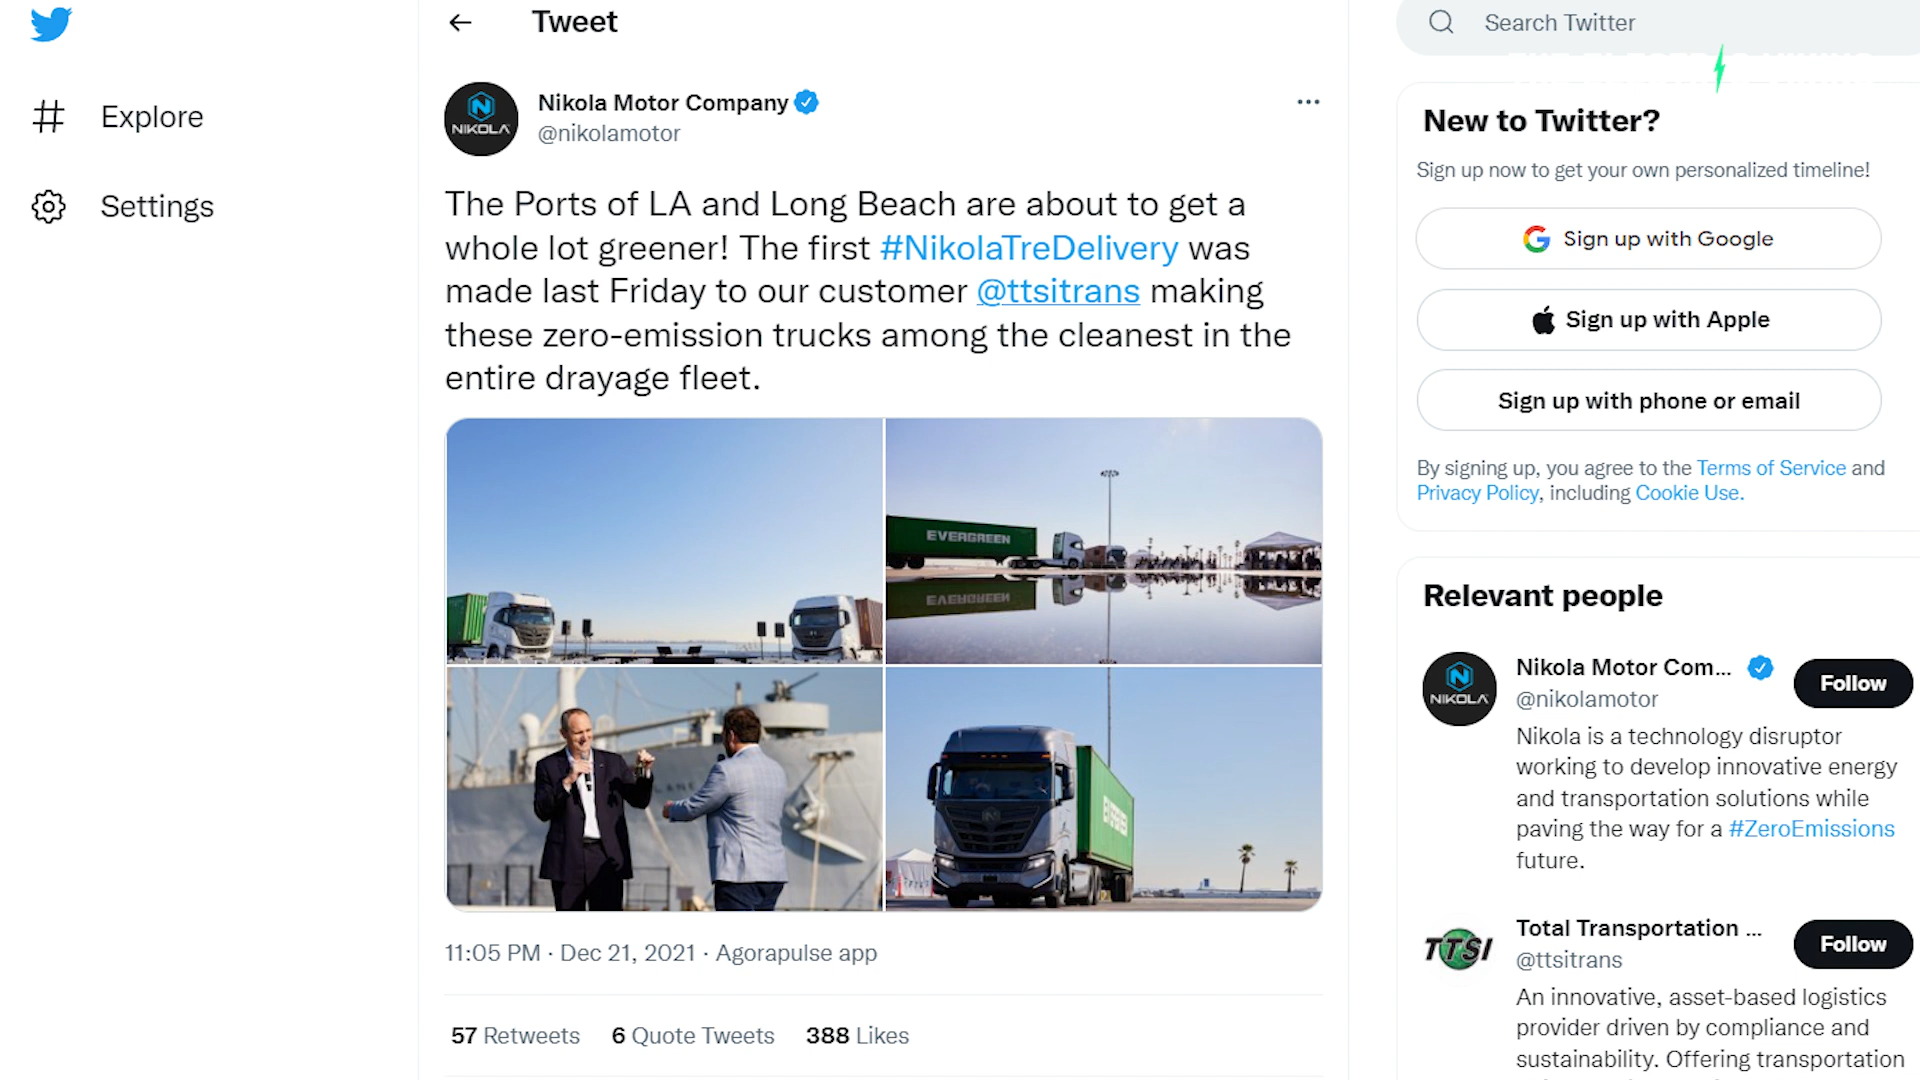 Tweet
Search Twitter
Explore
Settings
NIKOLA
Nikola Motor Company
@nikolamotor
The Ports of LA and Long Beach are about to get a
whole lot greener! The first #NikolaTreDelivery was
made last Friday to our customer @ttsitrans making
these zero-emission trucks among the cleanest in the
entire drayage fleet.
EVERGREEN
EVERGREEN
11:05 PM · Dec 21, 2021 · Agorapulse app
57 Retweets 6 Quote Tweets 388 Likes
New to Twitter?
Sign up now to get your own personalized timeline!
Sign up with Google
Sign up with Apple
Sign up with phone or email
By signing up, you agree to the Terms of Service and
Privacy Policy, including Cookie Use.
Relevant people
NIKOLA
Nikola Motor Com...
@nikolamotor
Follow
Nikola is a technology disruptor
working to develop innovative energy
and transportation solutions while
paving the way for a #ZeroEmissions
future.
TTSI
Total Transportation ...
@ttsitrans
Follow
An innovative, asset-based logistics
provider driven by compliance and
sustainability. Offering transportation